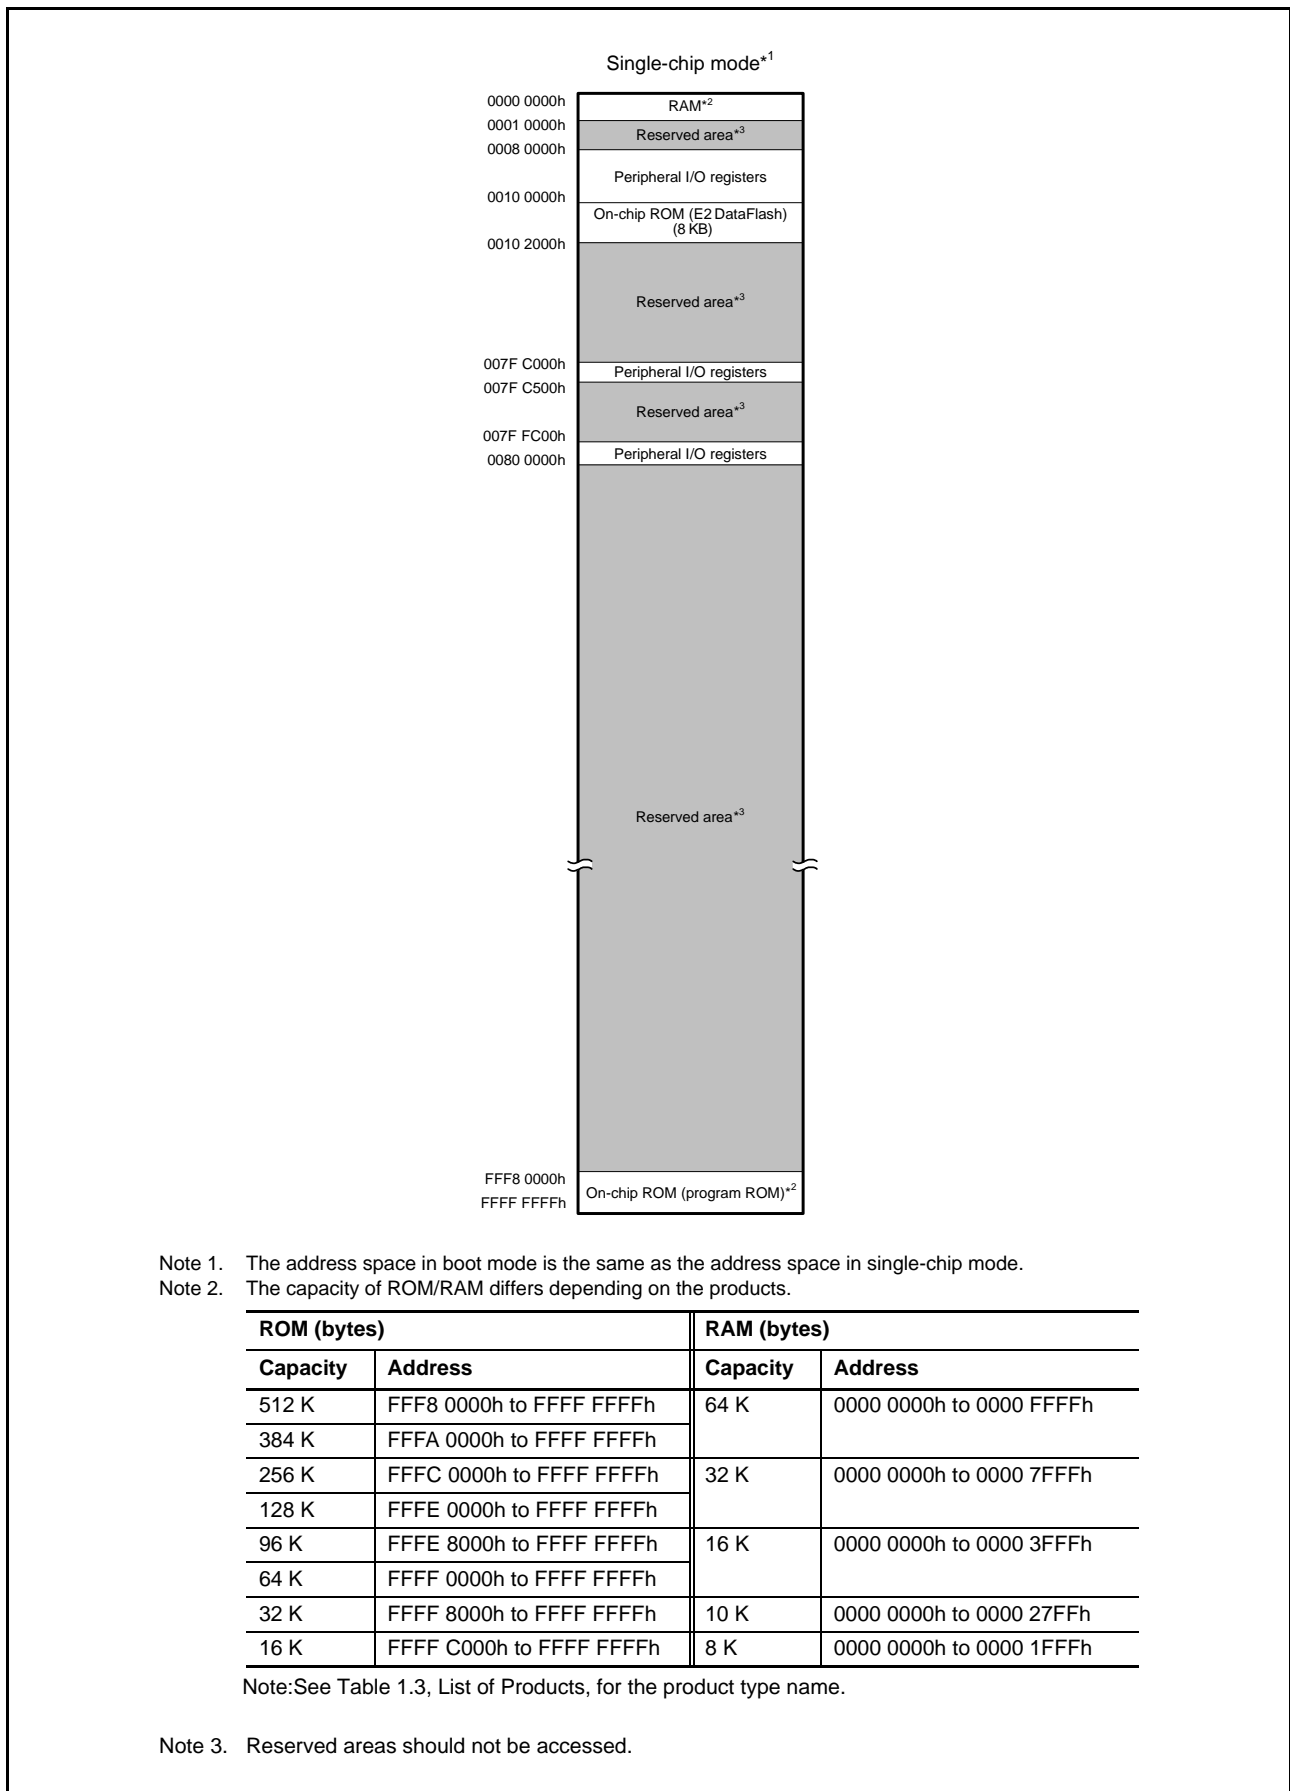 Single-chip mode*1
0000 0000h
RAM*2
0001 0000h
Reserved area*3
0008 0000h
Peripheral I/O registers
0010 0000h
On-chip ROM (E2 DataFlash)
(8 KB)
0010 2000h
Reserved area*3
007F C000h
Peripheral I/O registers
007F C500h
Reserved area*3
007F FC00h
Peripheral I/O registers
0080 0000h
Reserved area*3
FFF8 0000h
On-chip ROM (program ROM)*2
FFFF FFFFh
Note 1. The address space in boot mode is the same as the address space in single-chip mode.
Note 2. The capacity of ROM/RAM differs depending on the products.
ROM (bytes) RAM (bytes)
Capacity Address Capacity Address
512 K FFF8 0000h to FFFF FFFFh 64 K 0000 0000h to 0000 FFFFh
384 K FFFA 0000h to FFFF FFFFh
256 K FFFC 0000h to FFFF FFFFh 32 K 0000 0000h to 0000 7FFFh
128 K FFFE 0000h to FFFF FFFFh
96 K FFFE 8000h to FFFF FFFFh 16 K 0000 0000h to 0000 3FFFh
64 K FFFF 0000h to FFFF FFFFh
32 K FFFF 8000h to FFFF FFFFh 10 K 0000 0000h to 0000 27FFh
16 K FFFF C000h to FFFF FFFFh 8 K 0000 0000h to 0000 1FFFh
Note:See Table 1.3, List of Products, for the product type name.
Note 3. Reserved areas should not be accessed.